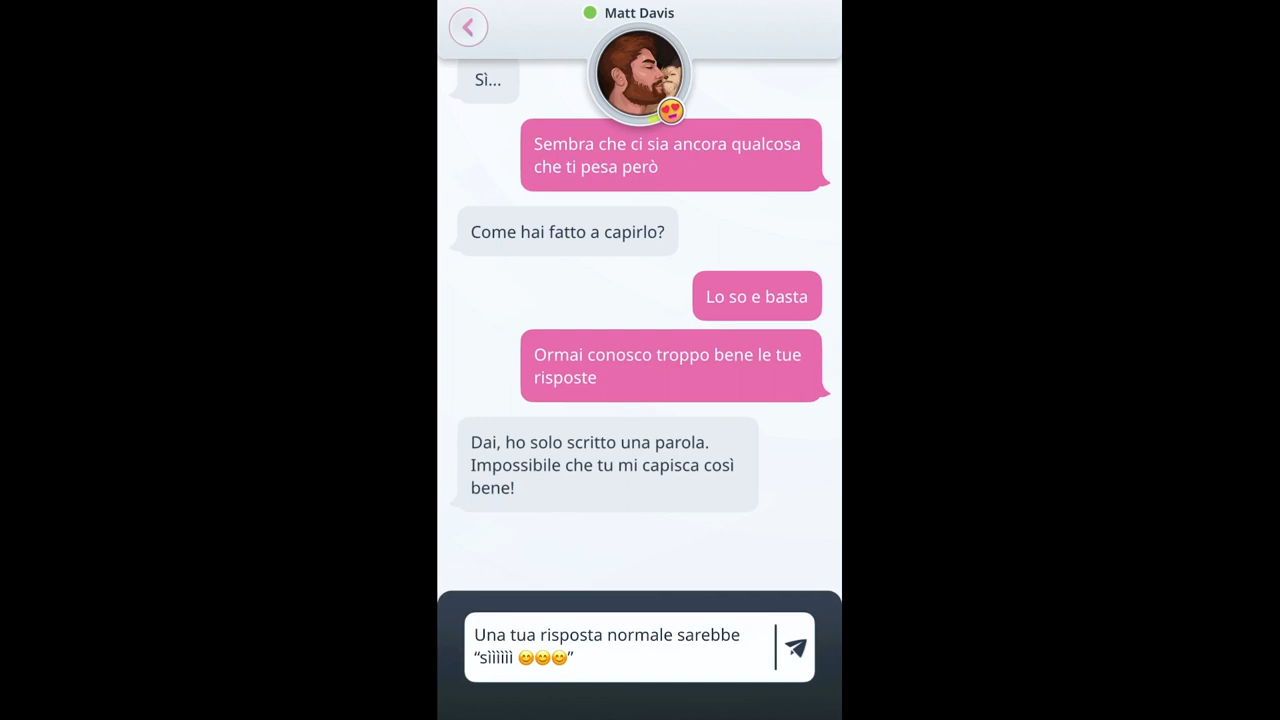 Matt Davis
Sì...
Sembra che ci sia ancora qualcosa
che ti pesa però
Come hai fatto a capirlo?
Lo so e basta
Ormai conosco troppo bene le tue
risposte
Dai, ho solo scritto una parola.
Impossibile che tu mi capisca così
bene!
Una tua risposta normale sarebbe
“sììììììì 😊😊😊”